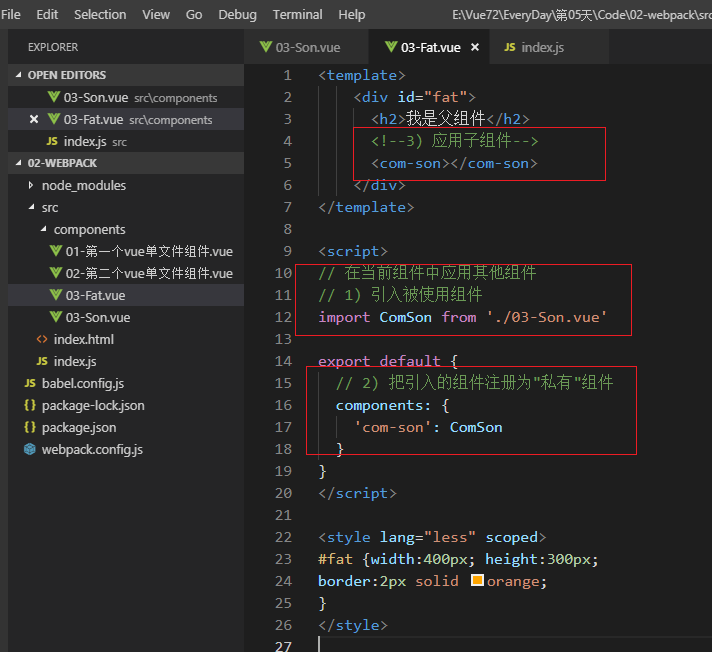 File Edit Selection View Go Debug Terminal Help E:\Vue72\EveryDay\第05天\Code\02-webpack\src
EXPLORER
OPEN EDITORS
03-Son.vue src\components
03-Fat.vue src\components
JS index.js src
02-WEBPACK
node_modules
src
components
01-第一个vue单文件组件.vue
02-第二个vue单文件组件.vue
03-Fat.vue
03-Son.vue
index.html
JS index.js
JS babel.config.js
{} package-lock.json
{} package.json
webpack.config.js
03-Son.vue 03-Fat.vue JS index.js
1 <template>
2 <div id="fat">
3 <h2>我是父组件</h2>
4 <!--3) 应用子组件-->
5 <com-son></com-son>
6 </div>
7 </template>
8
9 <script>
10 // 在当前组件中应用其他组件
11 // 1) 引入被使用组件
12 import ComSon from './03-Son.vue'
13
14 export default {
15 // 2) 把引入的组件注册为"私有"组件
16 components: {
17 'com-son': ComSon
18 }
19 }
20 </script>
21
22 <style lang="less" scoped>
23 #fat {width:400px; height:300px;
24 border:2px solid orange;
25 }
26 </style>
27